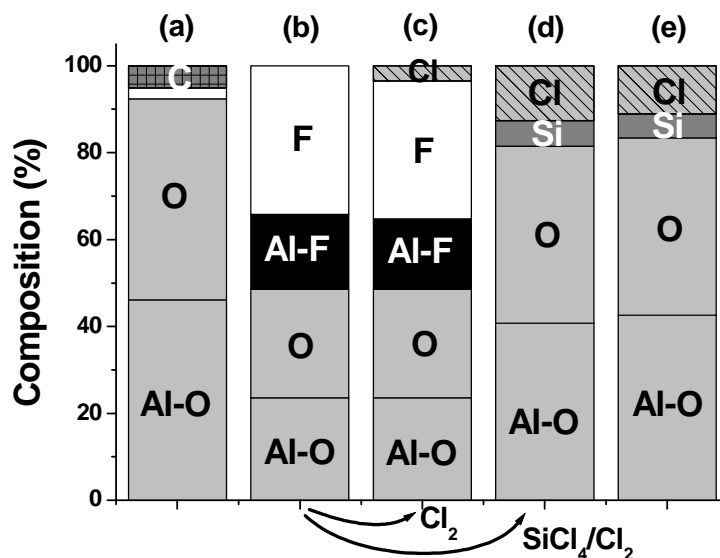 (a) (b) (c) (d) (e)
Composition (%)
100
80
60
40
20
0
C
O
Al-O
F
Al-F
O
Al-O
Cl
F
Al-F
O
Al-O
Cl
Si
O
Al-O
Cl
Si
O
Al-O
Cl₂
SiCl₄/Cl₂